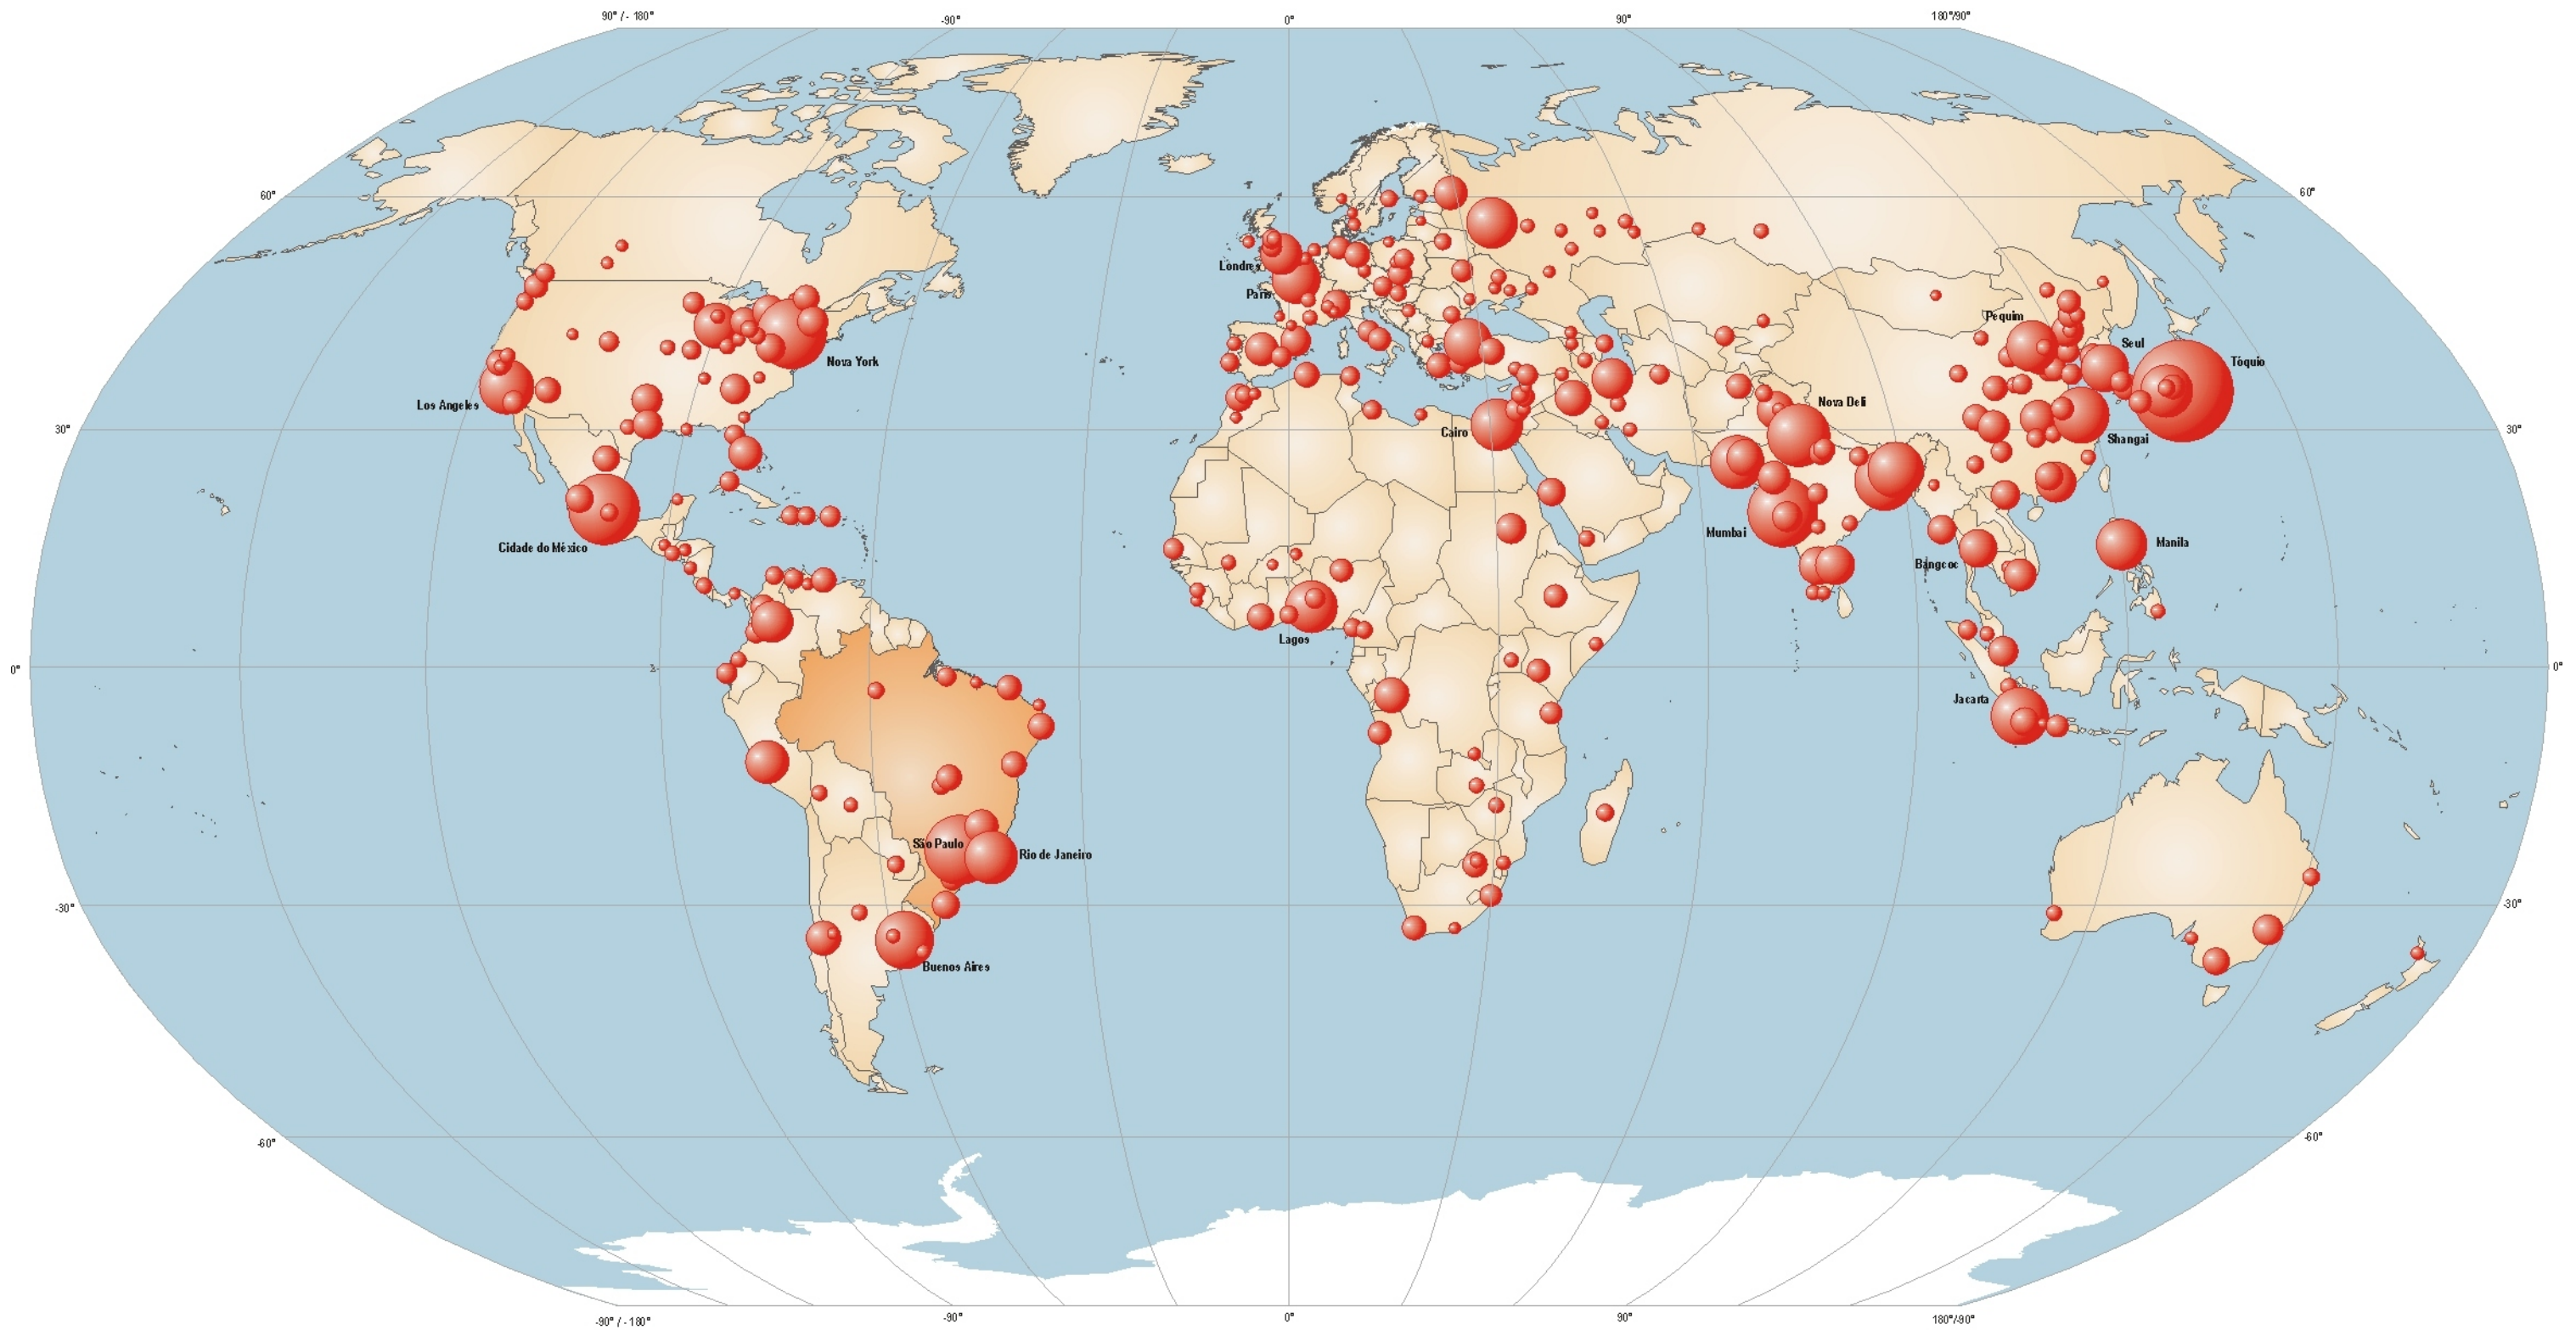 90° / - 180°
-90°
0°
90°
180°/90°
60°
60°
Londres
Paris
Pequim
Seul
Tóquio
Nova York
Los Angeles
Nova Deli
30°
Cairo
30°
Shangai
Cidade do México
Mumbai
Manila
Bangcoc
Lagos
0°
0°
Jacarta
São Paulo
Rio de Janeiro
-30°
-30°
Buenos Aires
-60°
-60°
-90° / - 180°
-90°
0°
90°
180°/90°